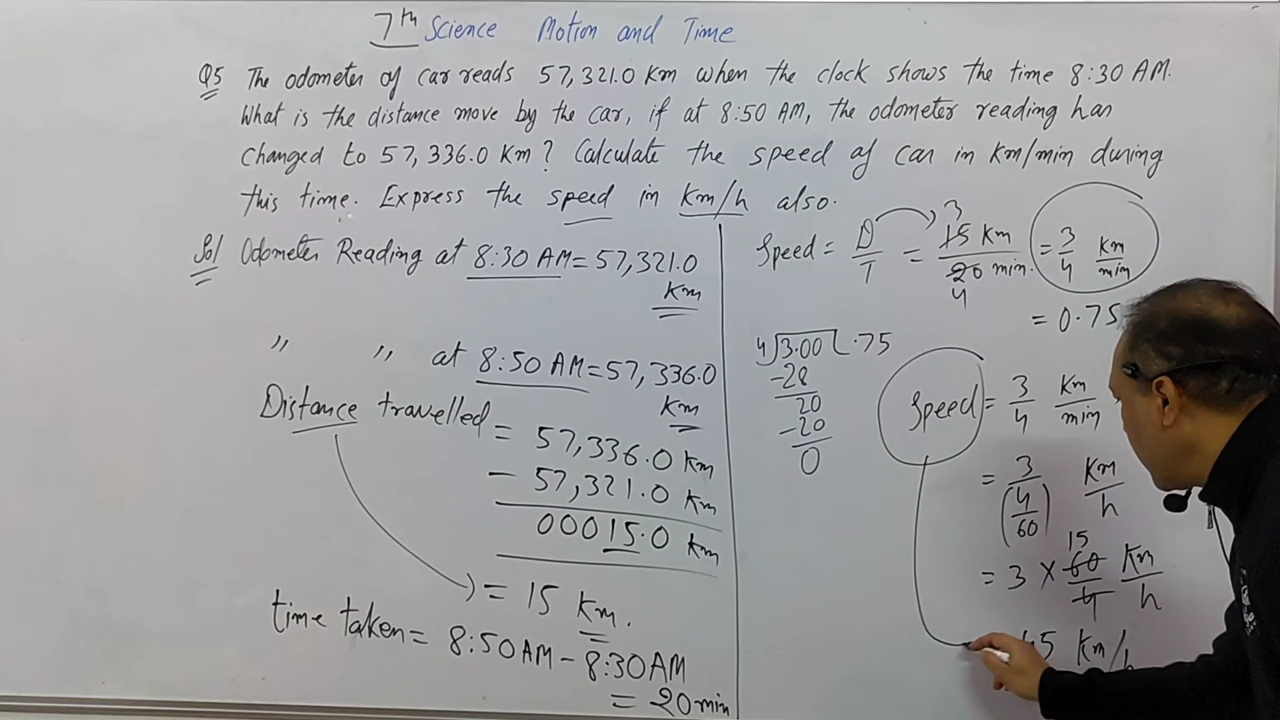 7th Science Motion and Time
Q5 The odometer of car reads 57,321.0 Km when the clock shows the time 8:30 AM.
What is the distance move by the car, if at 8:50 AM, the odometer reading has
changed to 57,336.0 Km? Calculate the speed of car in Km/min during
this time. Express the speed in Km/h also.
Sol Odometer Reading at 8:30 AM = 57,321.0
Km
" " at 8:50 AM = 57,336.0
Km
Distance travelled = 57,336.0 Km
- 57,321.0 Km
00015.0 Km
= 15 Km.
time taken = 8:50 AM - 8:30 AM
= 20 min
Speed = D/T = 15 Km/20 min. = 3/4 Km/min
3
4
= 0.75
4 3.00 .75
-28
20
-20
0
Speed = 3/4 Km/min
= 3/(4/60) Km/h
15
= 3 × 60/4 Km/h
45 Km/h